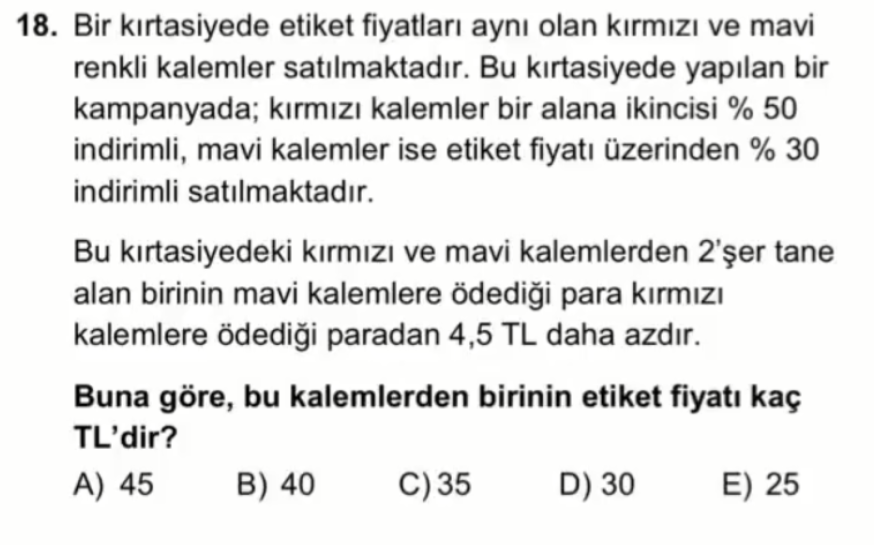 18. Bir kırtasiyede etiket fiyatları aynı olan kırmızı ve mavi
renkli kalemler satılmaktadır. Bu kırtasiyede yapılan bir
kampanyada; kırmızı kalemler bir alana ikincisi % 50
indirimli, mavi kalemler ise etiket fiyatı üzerinden % 30
indirimli satılmaktadır.
Bu kırtasiyedeki kırmızı ve mavi kalemlerden 2'şer tane
alan birinin mavi kalemlere ödediği para kırmızı
kalemlere ödediği paradan 4,5 TL daha azdır.
Buna göre, bu kalemlerden birinin etiket fiyatı kaç
TL'dir?
A) 45 B) 40 C) 35 D) 30 E) 25